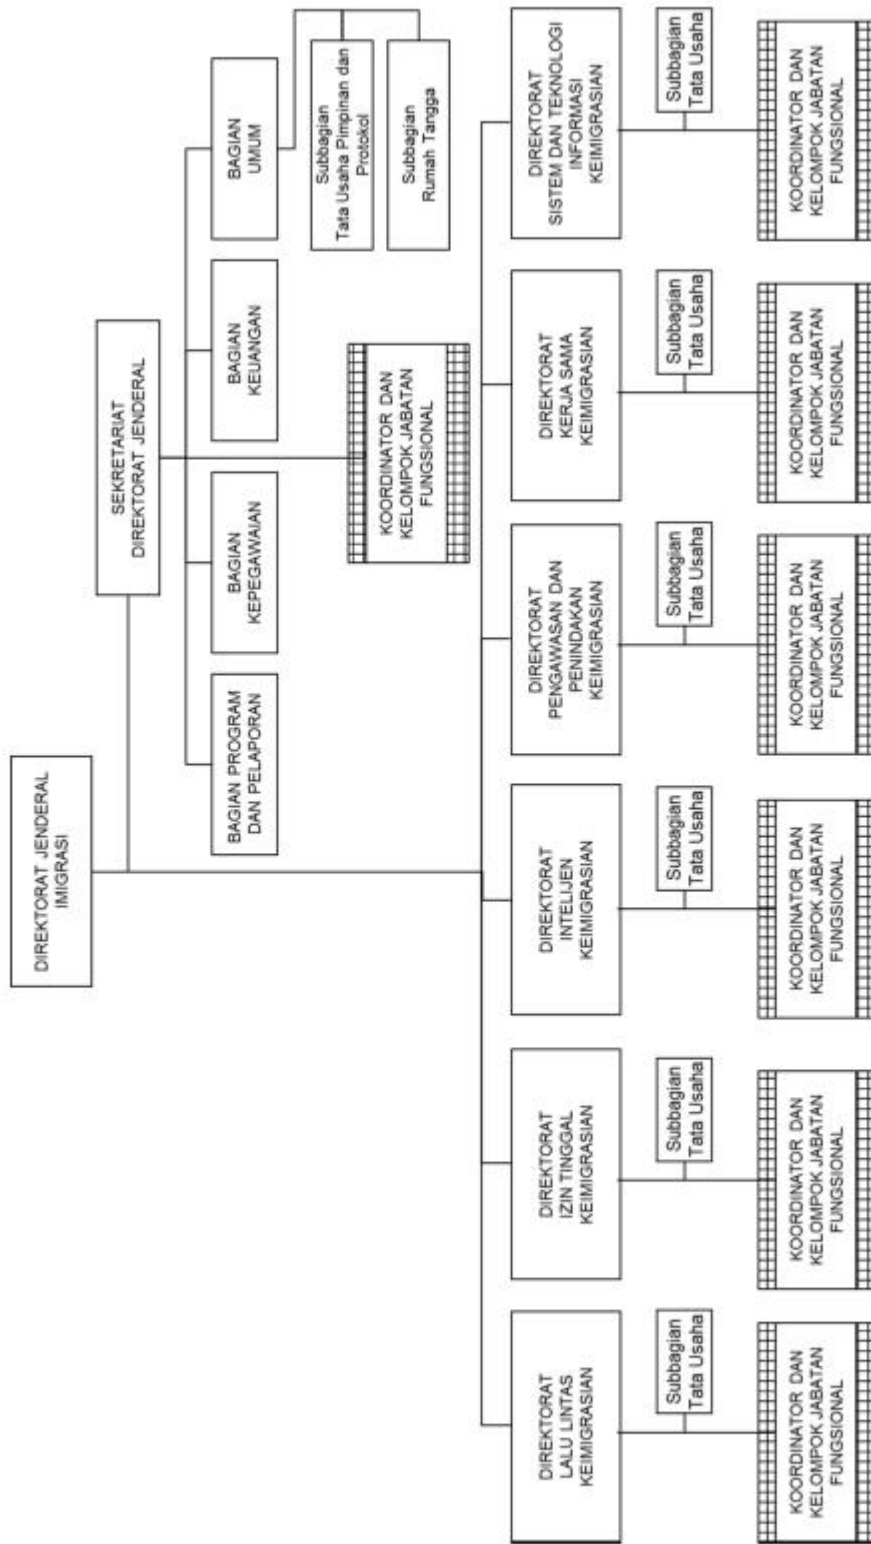 DIREKTORAT JENDERAL
IMIGRASI
SEKRETARIAT
DIREKTORAT JENDERAL
BAGIAN PROGRAM
DAN PELAPORAN
BAGIAN
KEPEGAWAIAN
BAGIAN
KEUANGAN
BAGIAN
UMUM
Subbagian
Tata Usaha Pimpinan dan
Protokol
Subbagian
Rumah Tangga
KOORDINATOR DAN
KELOMPOK JABATAN
FUNGSIONAL
DIREKTORAT
LALU LINTAS
KEIMIGRASIAN
DIREKTORAT
IZIN TINGGAL
KEIMIGRASIAN
DIREKTORAT
INTELIJEN
KEIMIGRASIAN
DIREKTORAT
PENGAWASAN DAN
PENINDAKAN
KEIMIGRASIAN
DIREKTORAT
KERJA SAMA
KEIMIGRASIAN
DIREKTORAT
SISTEM DAN TEKNOLOGI
INFORMASI
KEIMIGRASIAN
Subbagian
Tata Usaha
Subbagian
Tata Usaha
Subbagian
Tata Usaha
Subbagian
Tata Usaha
Subbagian
Tata Usaha
Subbagian
Tata Usaha
KOORDINATOR DAN
KELOMPOK JABATAN
FUNGSIONAL
KOORDINATOR DAN
KELOMPOK JABATAN
FUNGSIONAL
KOORDINATOR DAN
KELOMPOK JABATAN
FUNGSIONAL
KOORDINATOR DAN
KELOMPOK JABATAN
FUNGSIONAL
KOORDINATOR DAN
KELOMPOK JABATAN
FUNGSIONAL
KOORDINATOR DAN
KELOMPOK JABATAN
FUNGSIONAL